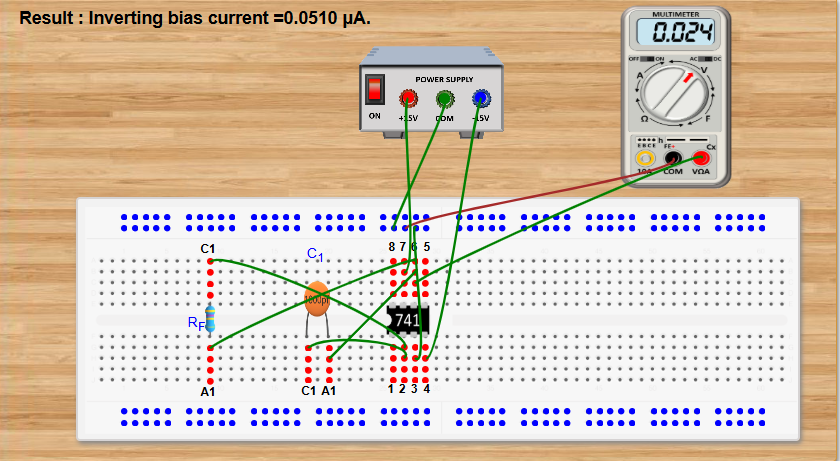 Result : Inverting bias current =0.0510 µA.
MULTIMETER
0.024
OFF ON AC DC
A V
Ω F
h
E B C E FE+ Cx
10A COM VΩA
POWER SUPPLY
ON +15V COM -15V
8 7 6 5
C1 C1
1000pf
RF 741
A1 C1 A1 1 2 3 4